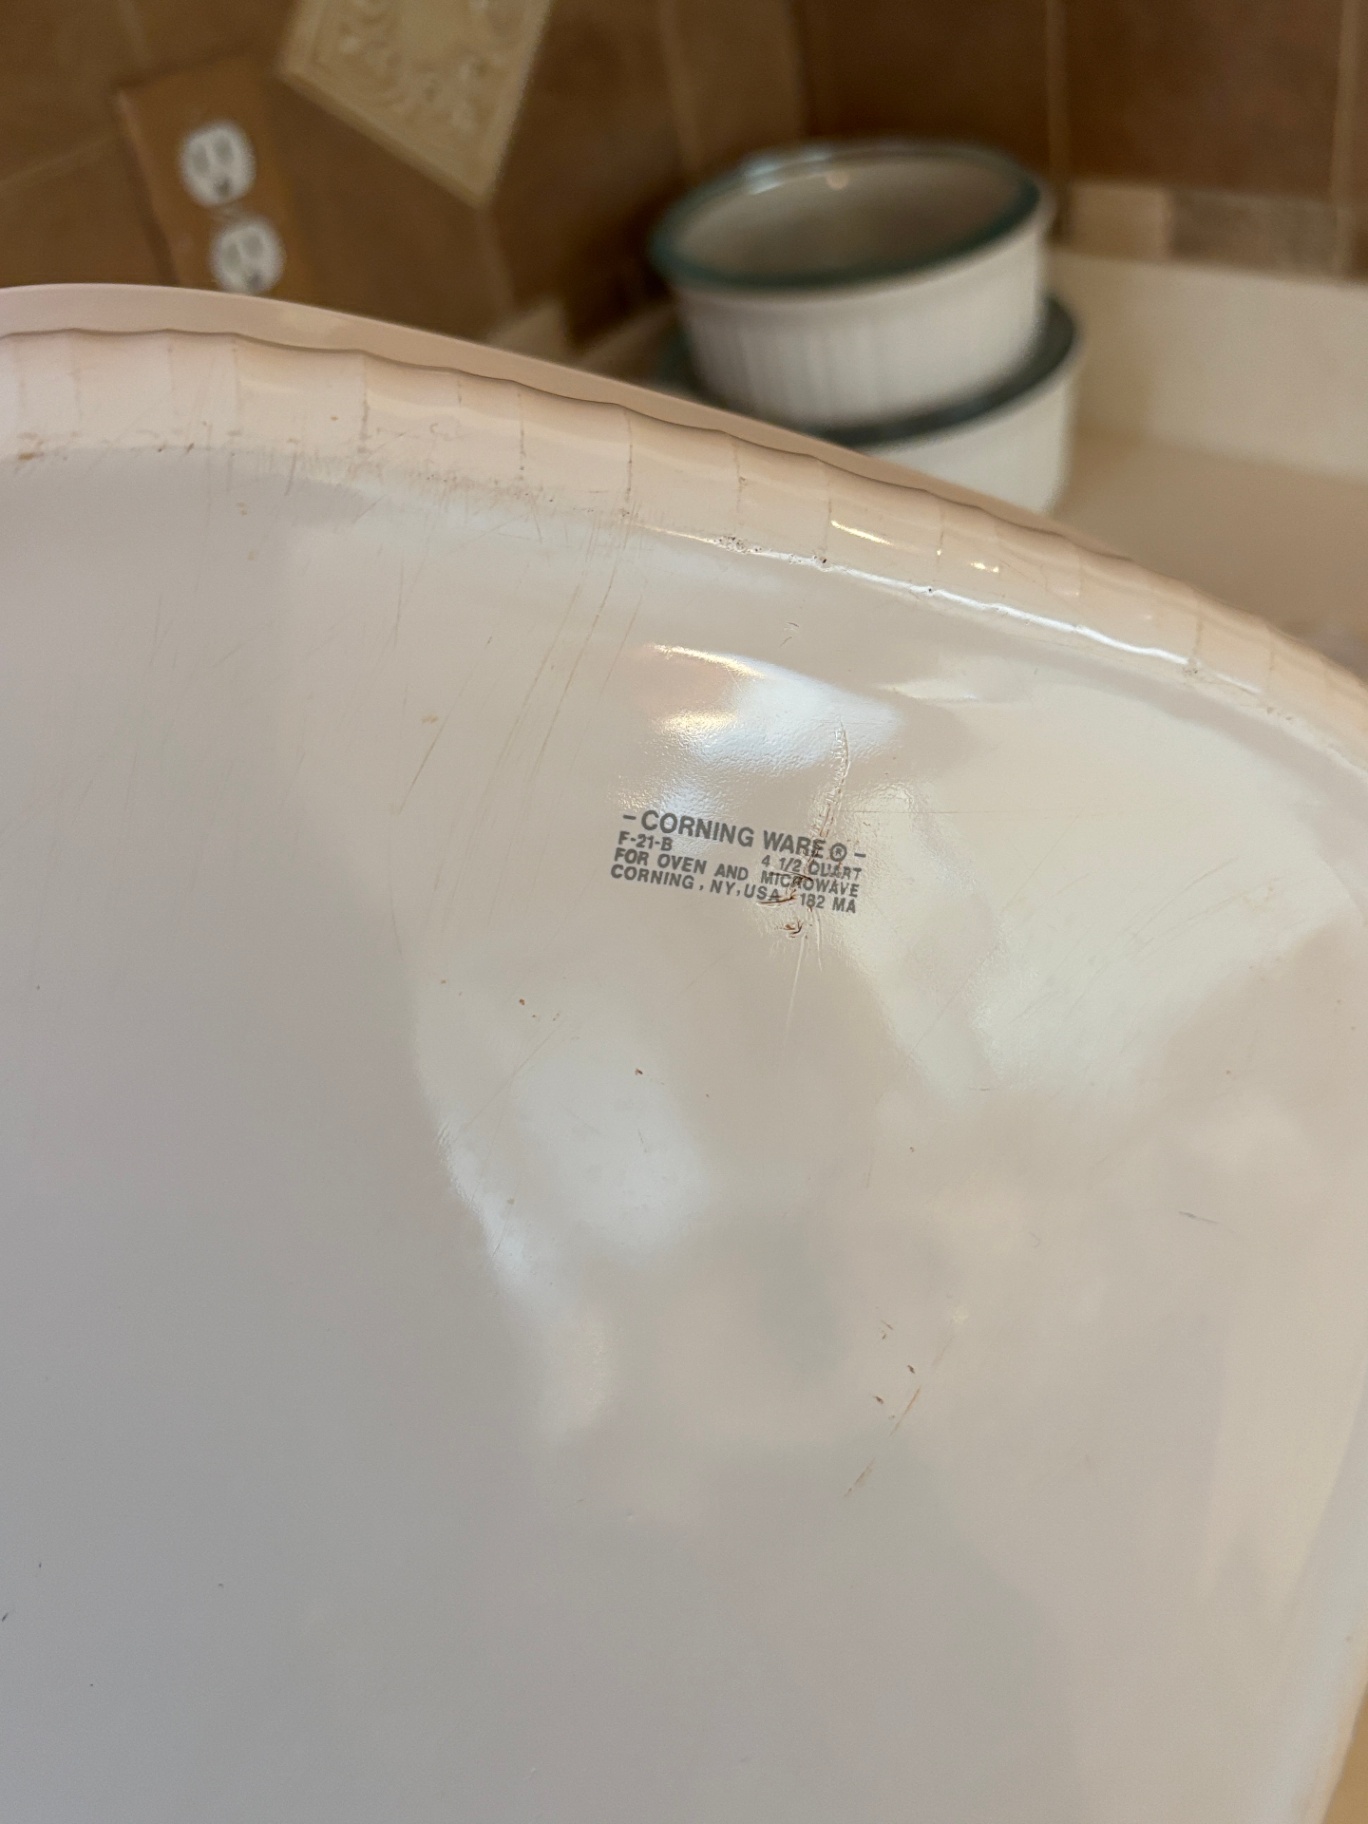 -CORNING WARE®-
F-21-B 4 1/2 QUART
FOR OVEN AND MICROWAVE
CORNING, NY, USA 182 MA